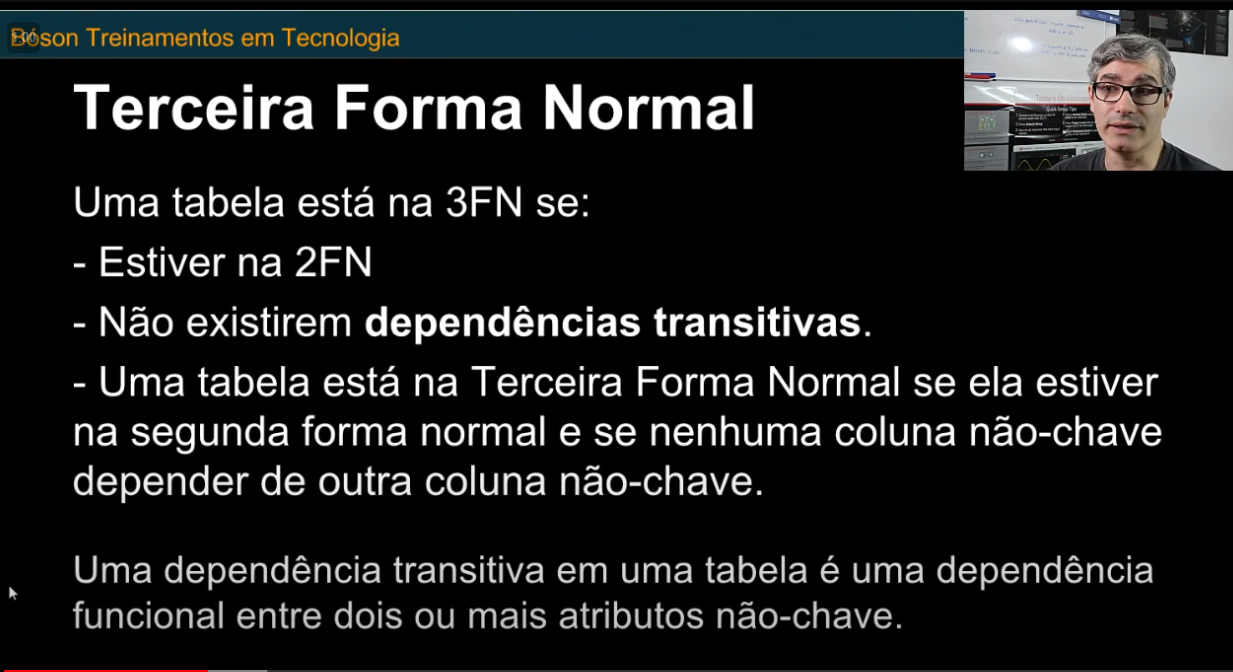 Bóson Treinamentos em Tecnologia
Terceira Forma Normal
Uma tabela está na 3FN se:
- Estiver na 2FN
- Não existirem dependências transitivas.
- Uma tabela está na Terceira Forma Normal se ela estiver
na segunda forma normal e se nenhuma coluna não-chave
depender de outra coluna não-chave.
Uma dependência transitiva em uma tabela é uma dependência
funcional entre dois ou mais atributos não-chave.